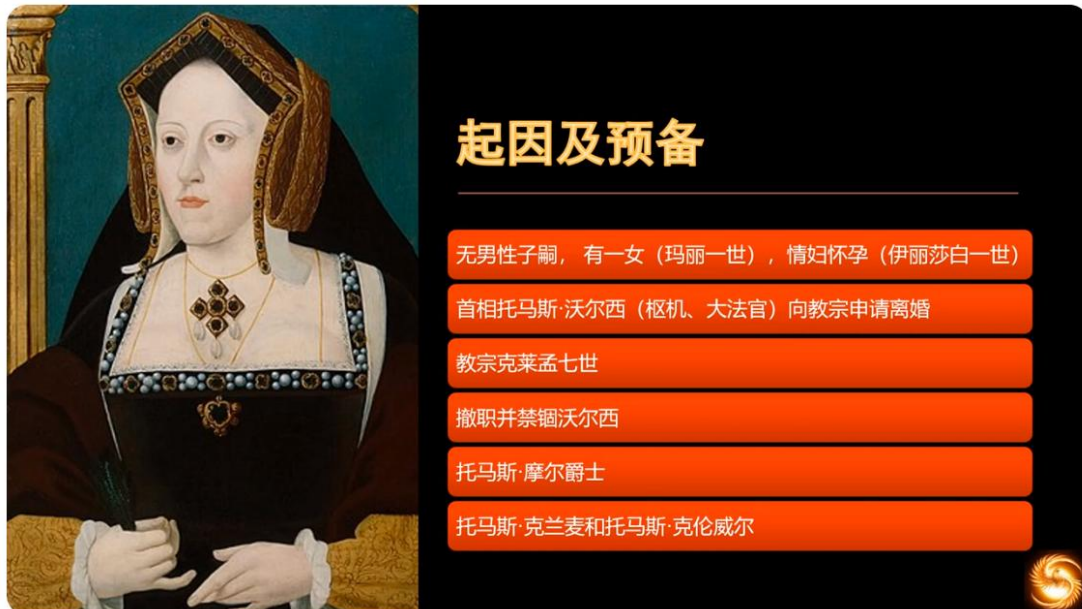 起因及预备
无男性子嗣， 有一女（玛丽一世），情妇怀孕（伊丽莎白一世)
首相托马斯·沃尔西（枢机、大法官）向教宗申请离婚
教宗克莱孟七世
撤职并禁锢沃尔西
托马斯·摩尔爵士
托马斯·克兰麦和托马斯·克伦威尔